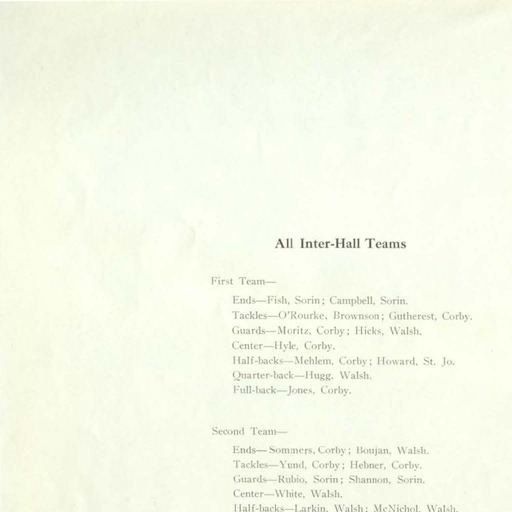 All Inter-Hall Teams
First Team—
Ends—Fish, Sorin; Campbell, Sorin.
Tackles—O'Rourke, Brownson; Gutherest, Corby.
Guards—Moritz, Corby; Hicks, Walsh.
Center—Hyle, Corby.
Half-backs—Mehlem, Corby; Howard, St. Jo.
Quarter-back—Hugg, Walsh.
Full-back—Jones, Corby.
Second Team—
Ends—Sommers, Corby; Boujan, Walsh.
Tackles—Yund, Corby; Hebner, Corby.
Guards—Rubio, Sorin; Shannon, Sorin.
Center—White, Walsh.
Half-backs—Larkin, Walsh; McNichol, Walsh.